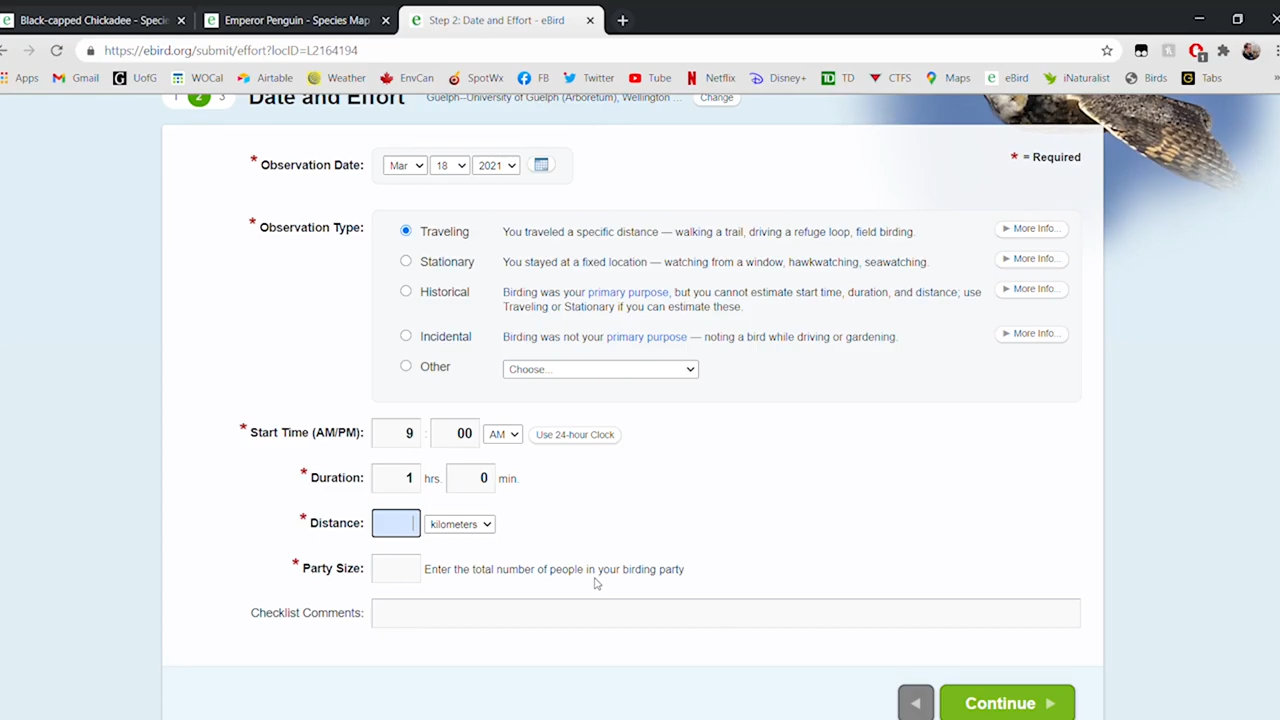 Black-capped Chickadee - Specie
Emperor Penguin - Species Map
Step 2: Date and Effort - eBird
https://ebird.org/submit/effort?locID=L2164194
Apps Gmail UofG WOCal Airtable Weather EnvCan SpotWx FB Twitter Tube Netflix Disney+ TD CTFS Maps eBird iNaturalist Birds Tabs
1 2 3 Date and Effort Guelph--University of Guelph (Arboretum), Wellington ... Change
* Observation Date: Mar 18 2021
* = Required
* Observation Type:
Traveling You traveled a specific distance — walking a trail, driving a refuge loop, field birding. More Info...
Stationary You stayed at a fixed location — watching from a window, hawkwatching, seawatching. More Info...
Historical Birding was your primary purpose, but you cannot estimate start time, duration, and distance; use More Info...
Traveling or Stationary if you can estimate these.
Incidental Birding was not your primary purpose — noting a bird while driving or gardening. More Info...
Other Choose...
* Start Time (AM/PM): 9 : 00 AM Use 24-hour Clock
* Duration: 1 hrs. 0 min.
* Distance: kilometers
* Party Size: Enter the total number of people in your birding party
Checklist Comments:
Continue